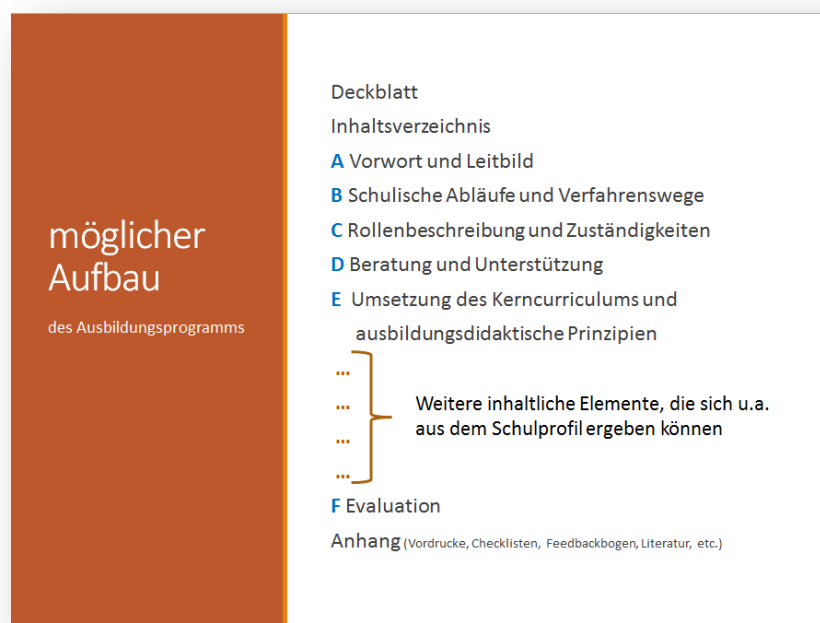 möglicher
Aufbau
des Ausbildungsprogramms
Deckblatt
Inhaltsverzeichnis
A Vorwort und Leitbild
B Schulische Abläufe und Verfahrenswege
C Rollenbeschreibung und Zuständigkeiten
D Beratung und Unterstützung
E Umsetzung des Kerncurriculums und
ausbildungsdidaktische Prinzipien
...
...
...
...
Weitere inhaltliche Elemente, die sich u.a.
aus dem Schulprofil ergeben können
F Evaluation
Anhang (Vordrucke, Checklisten, Feedbackbogen, Literatur, etc.)